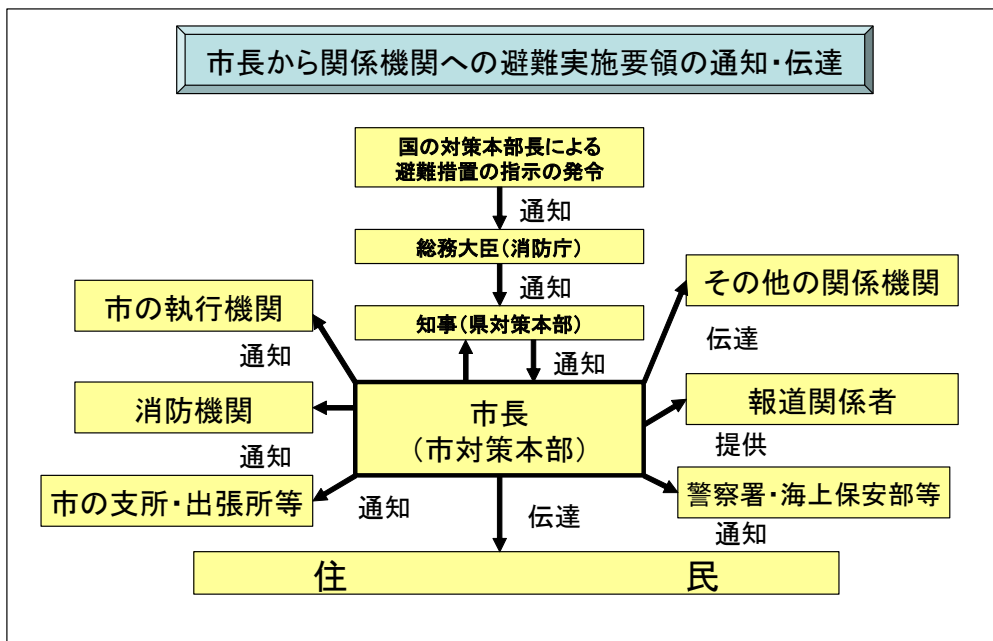 市長から関係機関への避難実施要領の通知・伝達
国の対策本部長による
避難措置の指示の発令
通知
総務大臣(消防庁)
通知
その他の関係機関
市の執行機関
知事(県対策本部)
伝達
通知
通知
市長
(市対策本部)
消防機関
報道関係者
通知
提供
市の支所・出張所等
通知
伝達
警察署・海上保安部等
通知
住 民